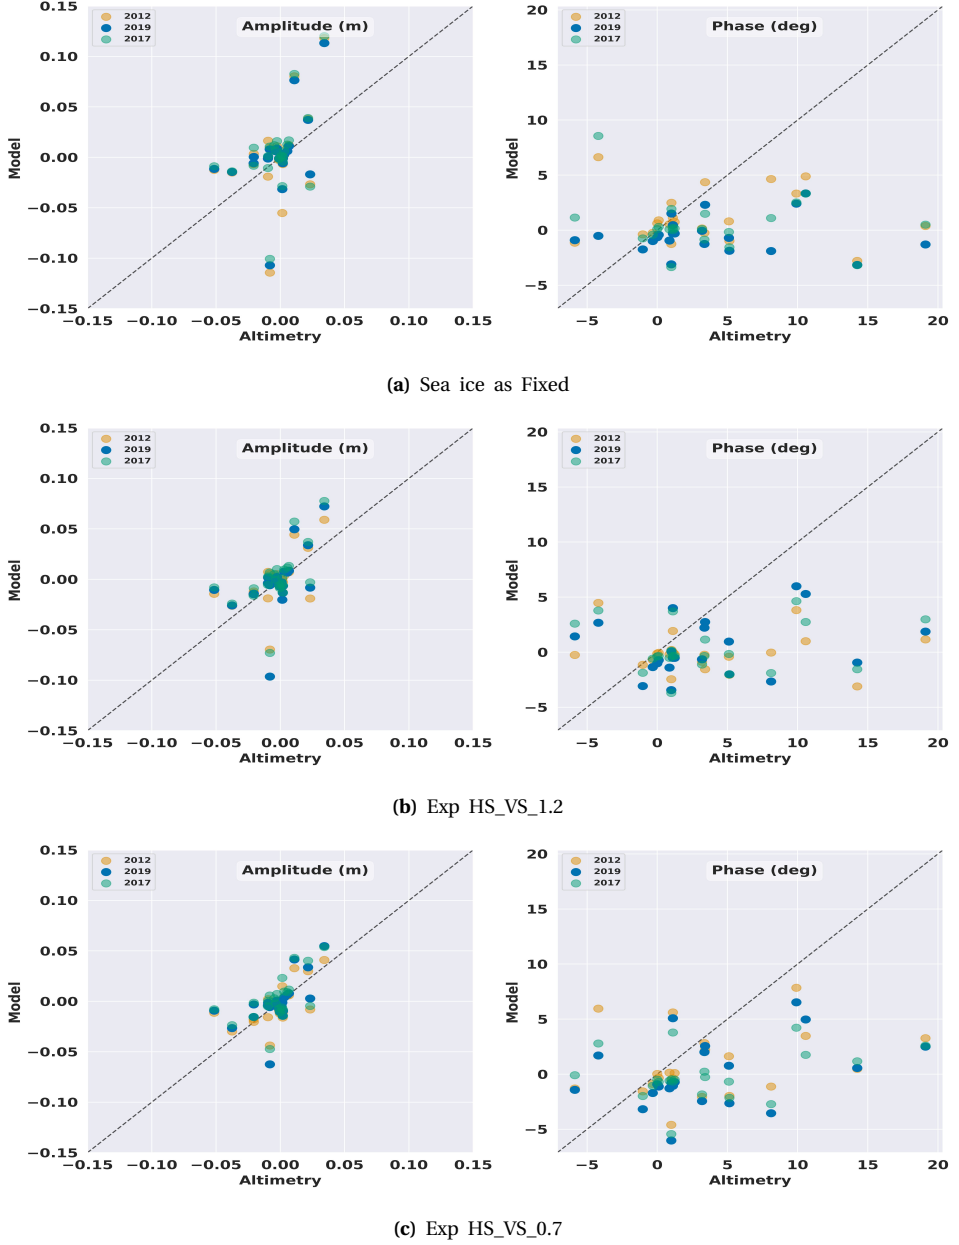 Amplitude (m)
2012
2019
2017
0.15
0.10
0.05
0.00
−0.05
−0.10
−0.15
Model
−0.15 −0.10 −0.05 0.00 0.05 0.10 0.15
Altimetry
Phase (deg)
2012
2019
2017
20
15
10
5
0
−5
Model
−5 0 5 10 15 20
Altimetry
(a) Sea ice as Fixed
Amplitude (m)
2012
2019
2017
0.15
0.10
0.05
0.00
−0.05
−0.10
−0.15
Model
−0.15 −0.10 −0.05 0.00 0.05 0.10 0.15
Altimetry
Phase (deg)
2012
2019
2017
20
15
10
5
0
−5
Model
−5 0 5 10 15 20
Altimetry
(b) Exp HS_VS_1.2
Amplitude (m)
2012
2019
2017
0.15
0.10
0.05
0.00
−0.05
−0.10
−0.15
Model
−0.15 −0.10 −0.05 0.00 0.05 0.10 0.15
Altimetry
Phase (deg)
2012
2019
2017
20
15
10
5
0
−5
Model
−5 0 5 10 15 20
Altimetry
(c) Exp HS_VS_0.7